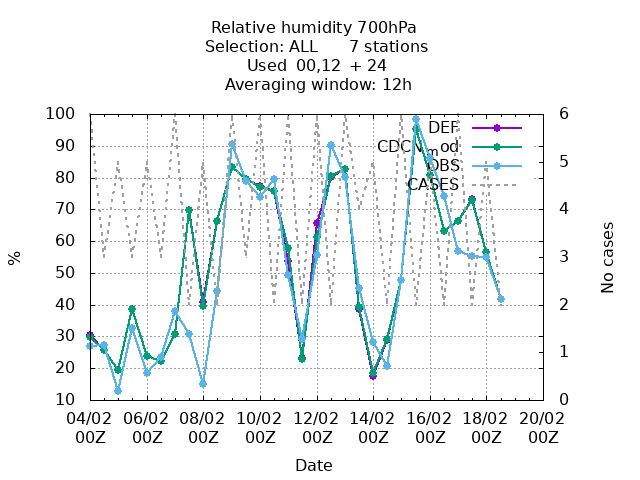 Relative humidity 700hPa
Selection: ALL 7 stations
Used 00,12 + 24
Averaging window: 12h
DEF
OBS
CASES
100
90
80
70
60
50
40
30
20
10
6
5
4
3
2
1
0
%
No cases
04/02 06/02 08/02 10/02 12/02 14/02 16/02 18/02 20/02
00Z 00Z 00Z 00Z 00Z 00Z 00Z 00Z 00Z
Date